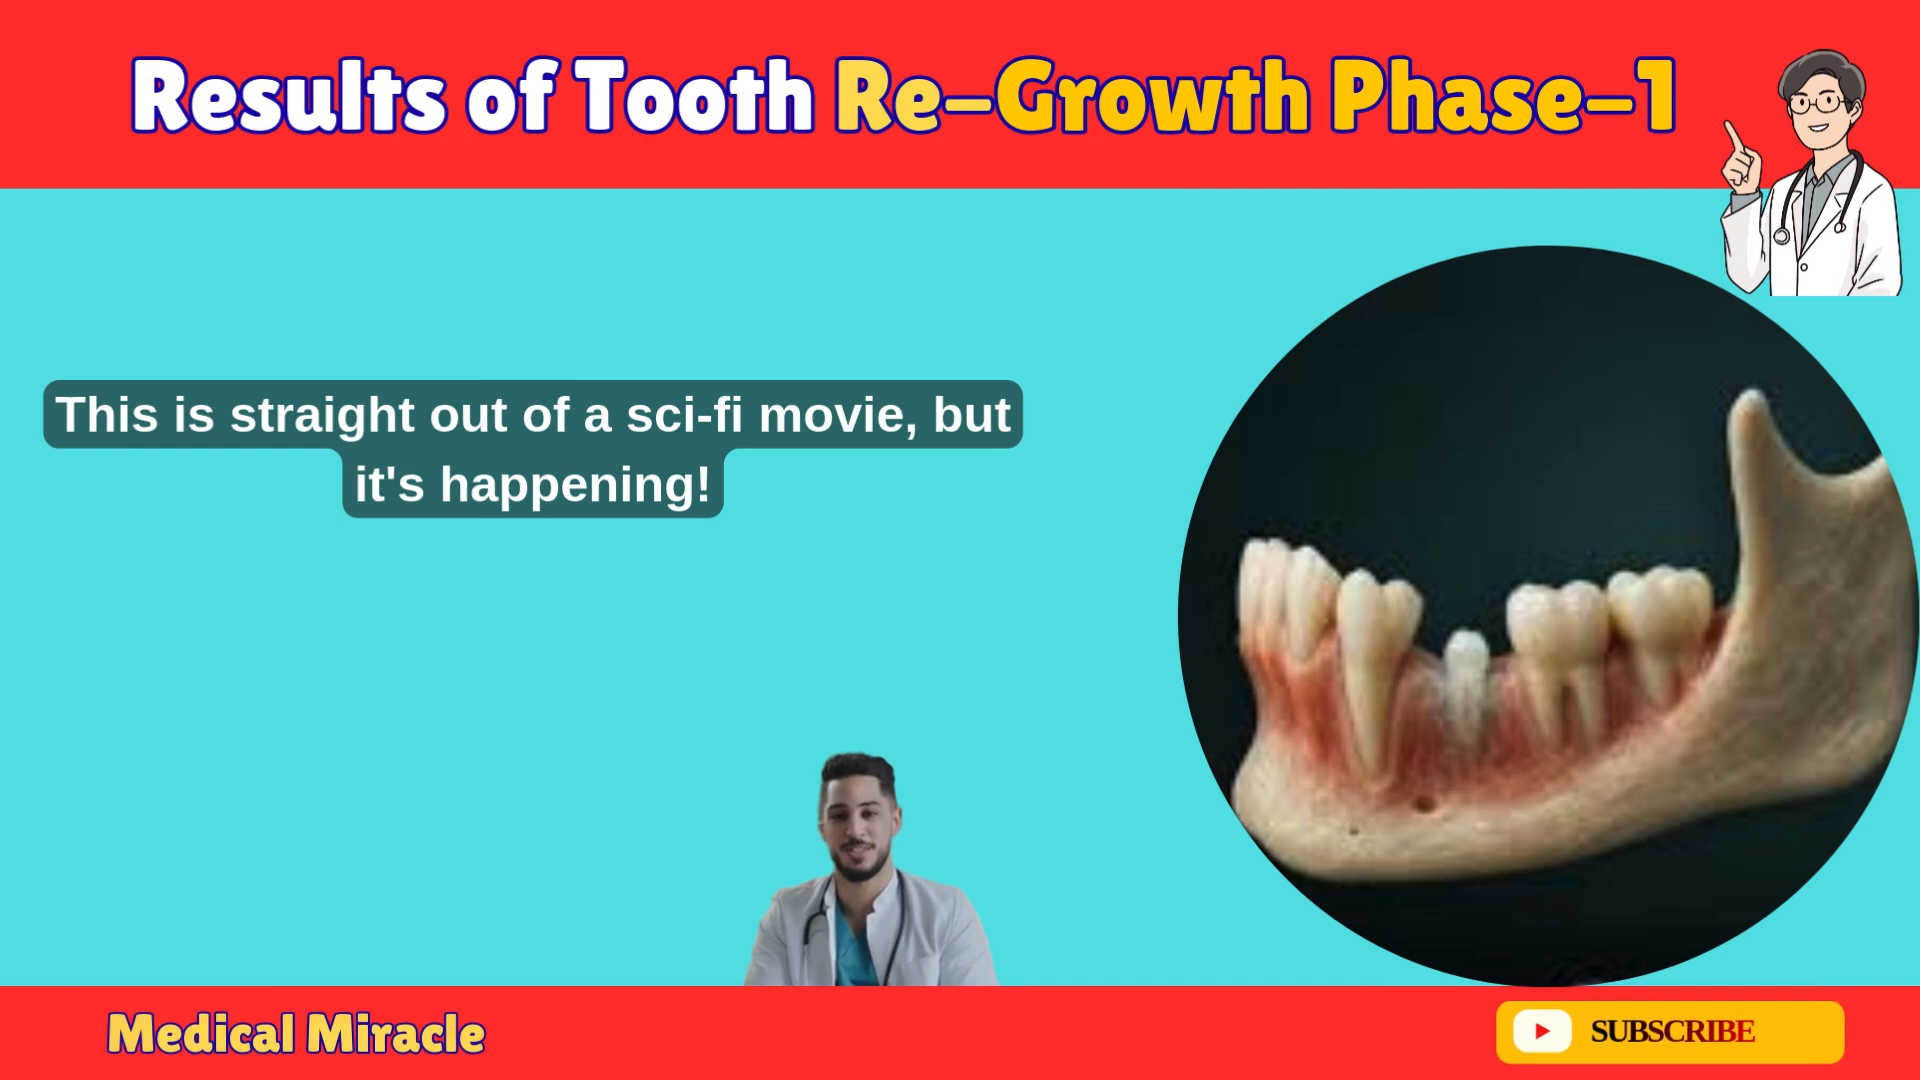 Results of Tooth Re-Growth Phase-1
This is straight out of a sci-fi movie, but
it's happening!
Medical Miracle
SUBSCRIBE